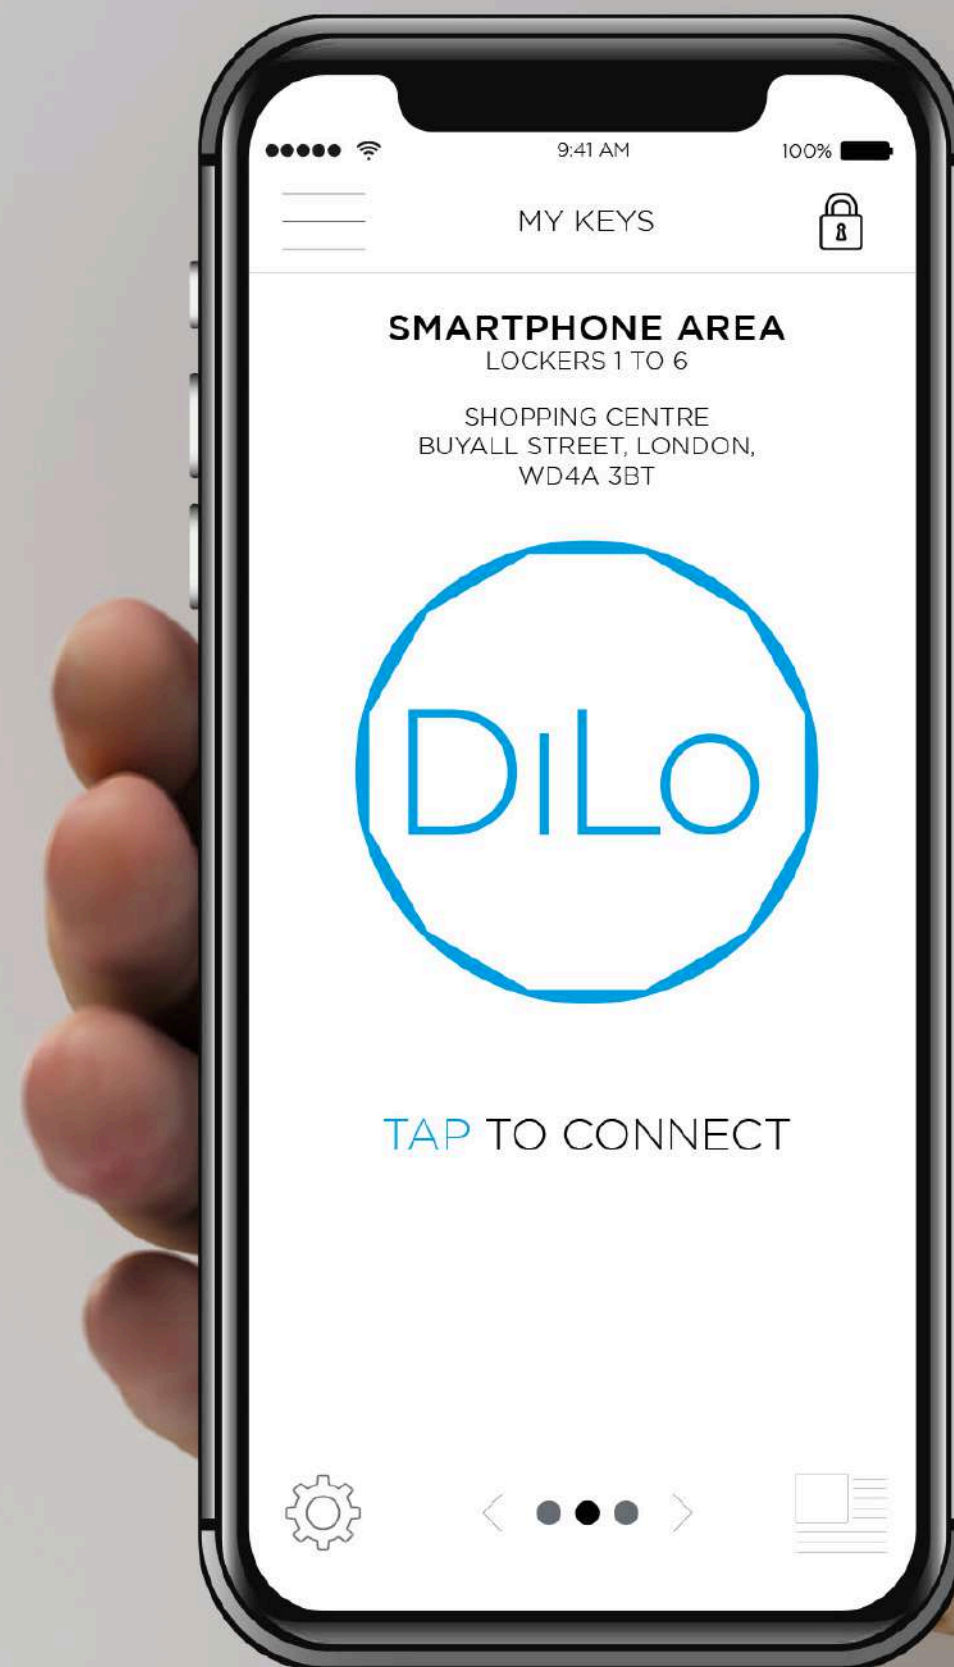 9:41 AM
100%
MY KEYS
SMARTPHONE AREA
LOCKERS 1 TO 6
SHOPPING CENTRE
BUYALL STREET, LONDON,
WD4A 3BT
DiLo
TAP TO CONNECT